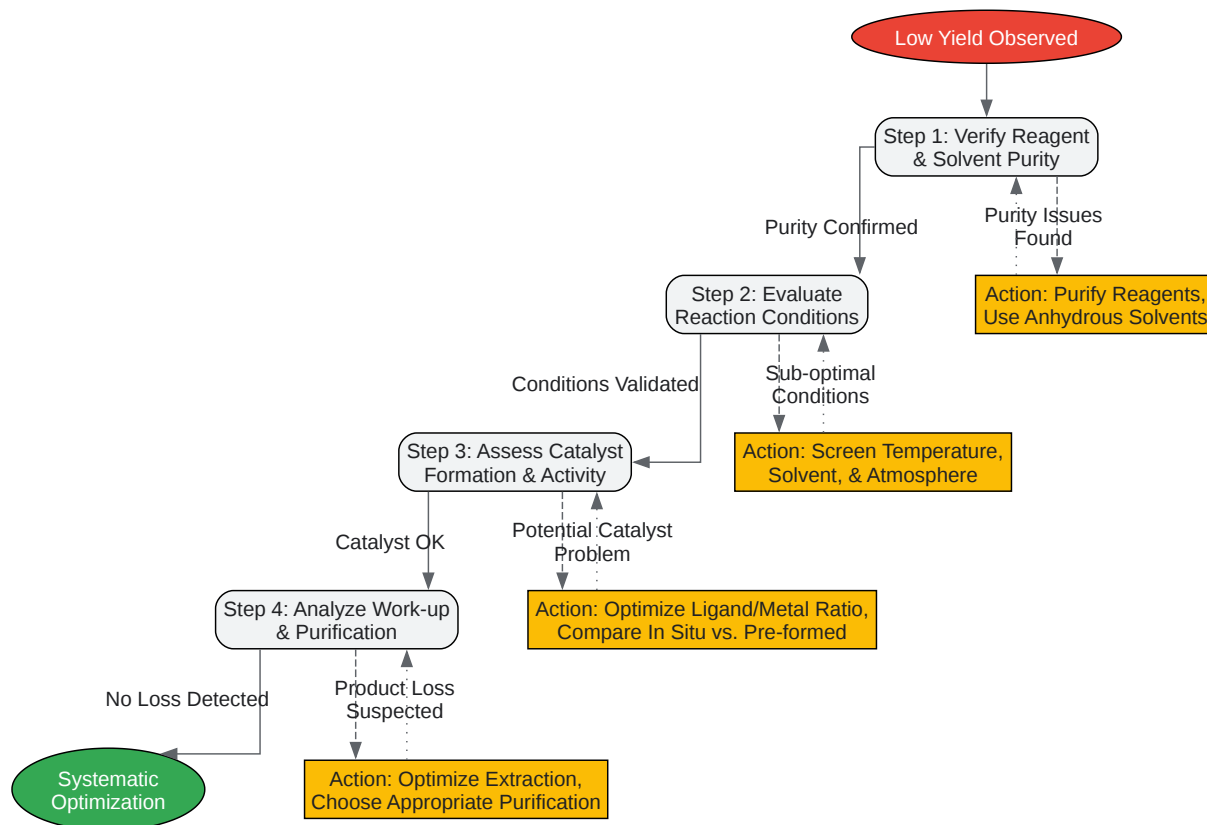 Low Yield Observed
Step 1: Verify Reagent
& Solvent Purity
Purity Confirmed
Purity Issues
Found
Step 2: Evaluate
Reaction Conditions
Action: Purify Reagents,
Use Anhydrous Solvents
Conditions Validated
Sub-optimal
Conditions
Step 3: Assess Catalyst
Formation & Activity
Action: Screen Temperature,
Solvent, & Atmosphere
Catalyst OK
Potential Catalyst
Problem
Step 4: Analyze Work-up
& Purification
Action: Optimize Ligand/Metal Ratio,
Compare In Situ vs. Pre-formed
No Loss Detected
Product Loss
Suspected
Systematic
Optimization
Action: Optimize Extraction,
Choose Appropriate Purification